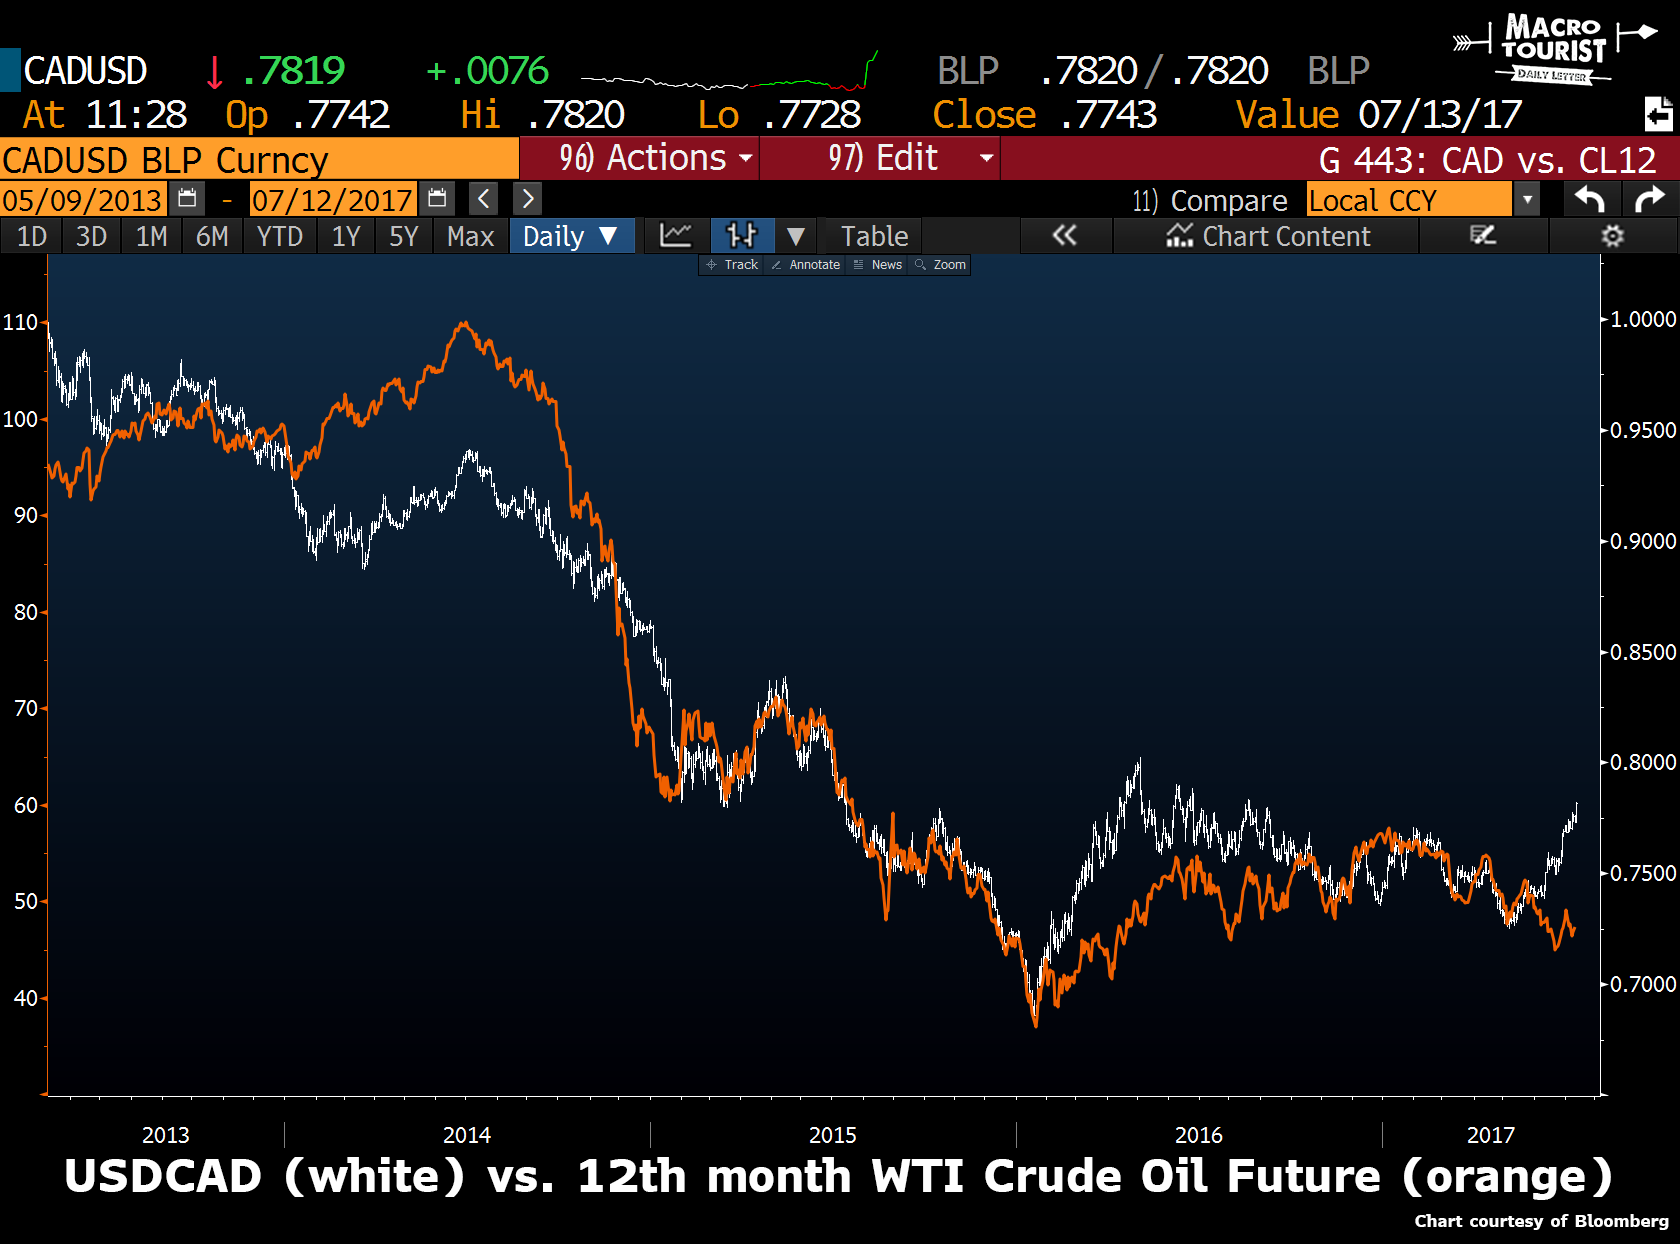 MACRO
TOURIST
DAILY LETTER
CADUSD ↓ .7819 +.0076 BLP .7820 / .7820 BLP
At 11:28 Op .7742 Hi .7820 Lo .7728 Close .7743 Value 07/13/17
CADUSD BLP Curncy 96) Actions 97) Edit G 443: CAD vs. CL12
05/09/2013 - 07/12/2017 < > 11) Compare Local CCY
1D 3D 1M 6M YTD 1Y 5Y Max Daily ▼ ▼ Table « Chart Content
Track Annotate News Zoom
110 1.0000
100 0.9500
90 0.9000
80 0.8500
70 0.8000
60 0.7500
50 0.7000
40
2013 2014 2015 2016 2017
USDCAD (white) vs. 12th month WTI Crude Oil Future (orange)
Chart courtesy of Bloomberg